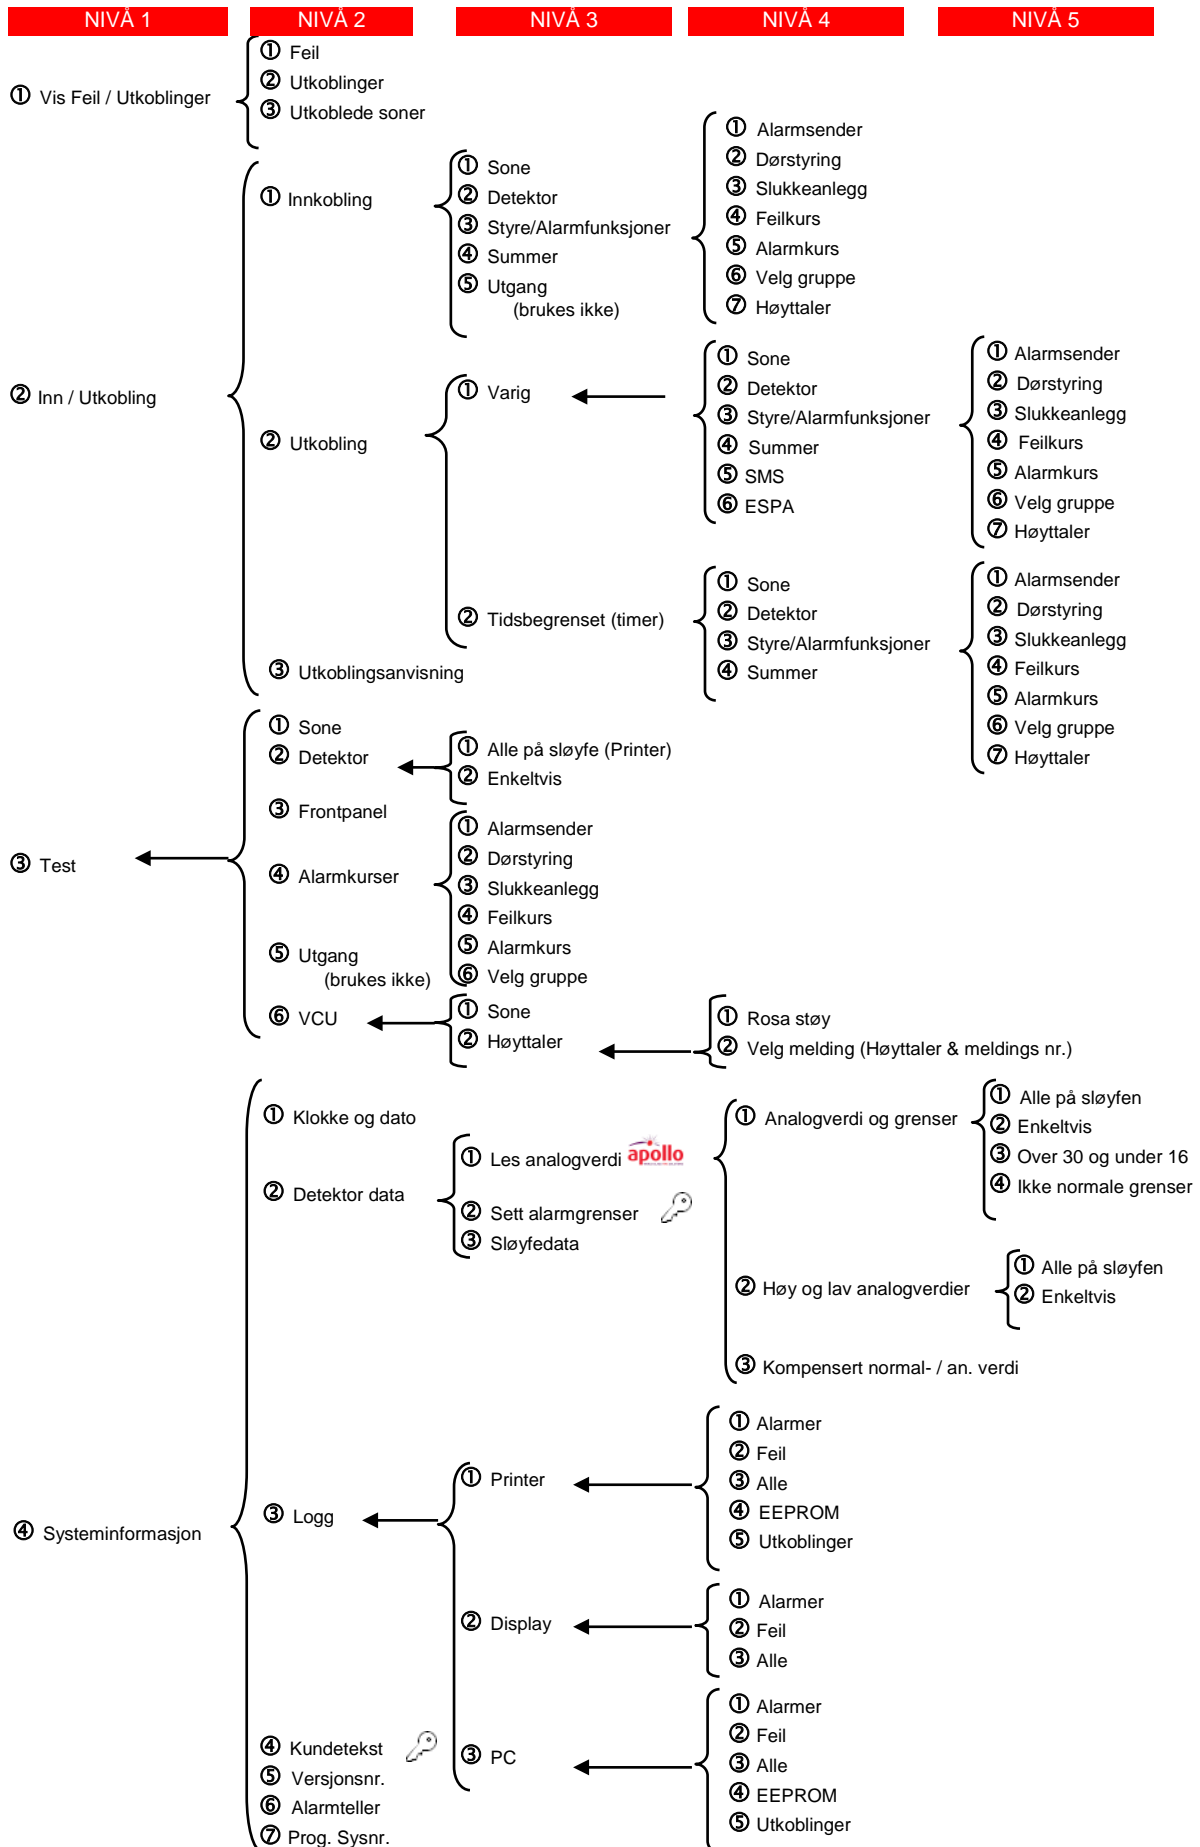 NIVÅ 1
NIVÅ 2
NIVÅ 3
NIVÅ 4
NIVÅ 5
① Vis Feil / Utkoblinger
① Feil
② Utkoblinger
③ Utkoblede soner
② Inn / Utkobling
① Innkobling
① Sone
② Detektor
③ Styre/Alarmfunksjoner
④ Summer
⑤ Utgang
(brukes ikke)
① Alarmsender
② Dørstyring
③ Slukkeanlegg
④ Feilkurs
⑤ Alarmkurs
⑥ Velg gruppe
⑦ Høyttaler
② Utkobling
① Varig
① Sone
② Detektor
③ Styre/Alarmfunksjoner
④ Summer
⑤ SMS
⑥ ESPA
① Alarmsender
② Dørstyring
③ Slukkeanlegg
④ Feilkurs
⑤ Alarmkurs
⑥ Velg gruppe
⑦ Høyttaler
② Tidsbegrenset (timer)
① Sone
② Detektor
③ Styre/Alarmfunksjoner
④ Summer
① Alarmsender
② Dørstyring
③ Slukkeanlegg
④ Feilkurs
⑤ Alarmkurs
⑥ Velg gruppe
⑦ Høyttaler
③ Utkoblingsanvisning
③ Test
① Sone
② Detektor
① Alle på sløyfe (Printer)
② Enkeltvis
③ Frontpanel
④ Alarmkurser
① Alarmsender
② Dørstyring
③ Slukkeanlegg
④ Feilkurs
⑤ Alarmkurs
⑥ Velg gruppe
⑤ Utgang
(brukes ikke)
⑥ VCU
① Sone
② Høyttaler
① Rosa støy
② Velg melding (Høyttaler & meldings nr.)
④ Systeminformasjon
① Klokke og dato
② Detektor data
① Les analogverdi
apollo
② Sett alarmgrenser
③ Sløyfedata
① Analogverdi og grenser
① Alle på sløyfen
② Enkeltvis
③ Over 30 og under 16
④ Ikke normale grenser
② Høy og lav analogverdier
① Alle på sløyfen
② Enkeltvis
③ Kompensert normal- / an. verdi
③ Logg
① Printer
① Alarmer
② Feil
③ Alle
④ EEPROM
⑤ Utkoblinger
② Display
① Alarmer
② Feil
③ Alle
③ PC
① Alarmer
② Feil
③ Alle
④ EEPROM
⑤ Utkoblinger
④ Kundetekst
⑤ Versjonsnr.
⑥ Alarmteller
⑦ Prog. Sysnr.